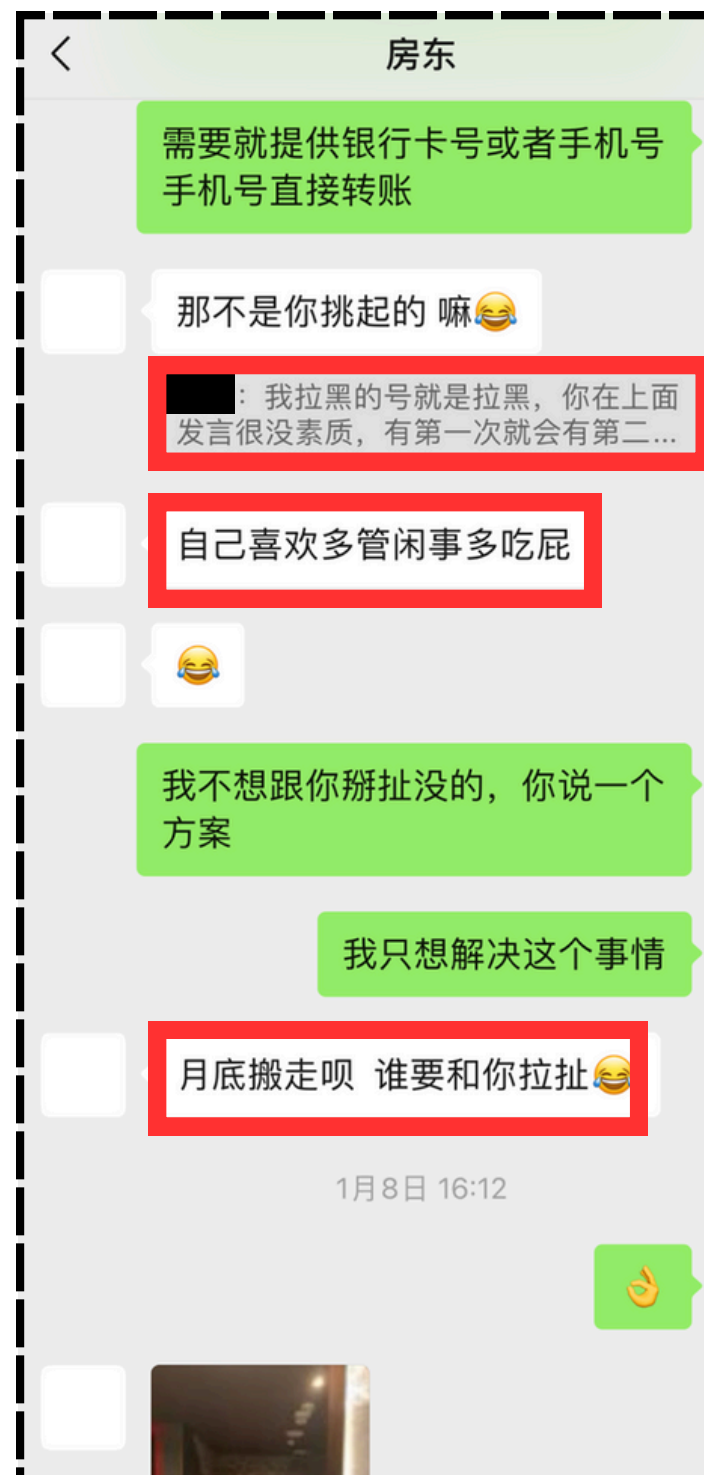 房东
需要就提供银行卡号或者手机号
手机号直接转账
那不是你挑起的 嘛😂
：我拉黑的号就是拉黑，你在上面
发言很没素质，有第一次就会有第二...
自己喜欢多管闲事多吃屁
😂
我不想跟你掰扯没的，你说一个
方案
我只想解决这个事情
月底搬走呗 谁要和你拉扯😂
1月8日 16:12
👌